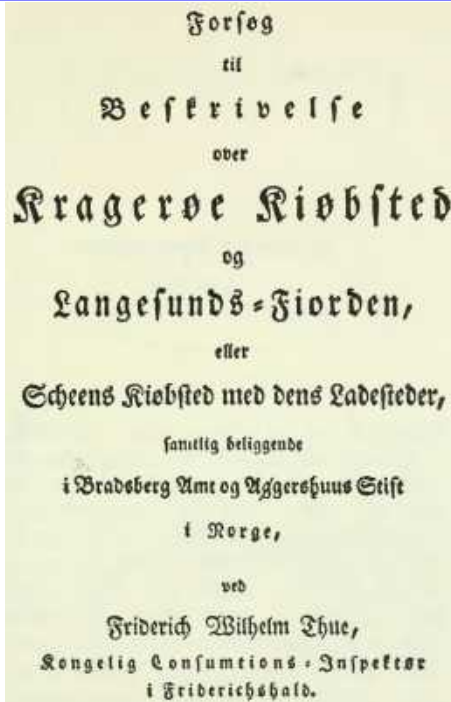 Forsøg
til
Beskrivelse
over
Kragerøe Kiøbsted
og
Langesunds-Fiorden,
eller
Scheens Kiøbsted med dens Ladesteder,
samtlig beliggende
i Bradsberg Amt og Aggershuus Stift
i Norge,
ved
Friderich Wilhelm Thue,
Kongelig Consumtions-Inspektør
i Friderichshald.